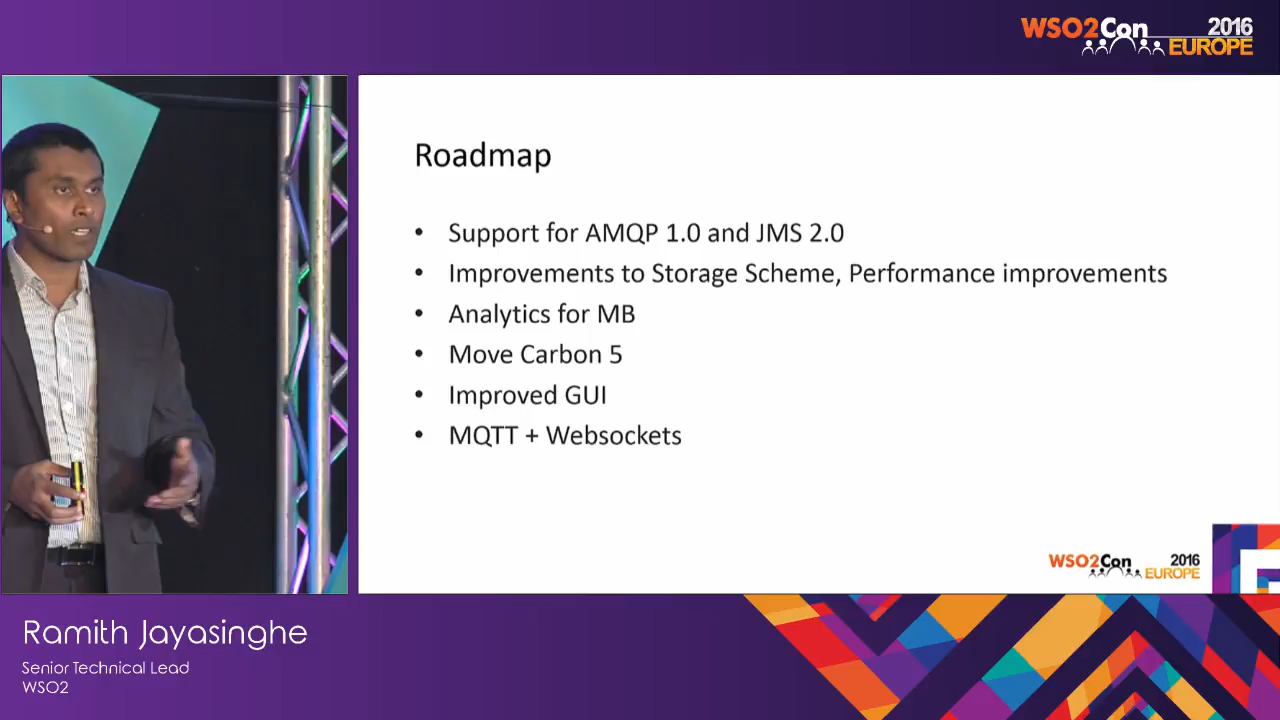 WSO2Con 2016
EUROPE
Roadmap
• Support for AMQP 1.0 and JMS 2.0
• Improvements to Storage Scheme, Performance improvements
• Analytics for MB
• Move Carbon 5
• Improved GUI
• MQTT + Websockets
WSO2Con 2016
EUROPE
Ramith Jayasinghe
Senior Technical Lead
WSO2